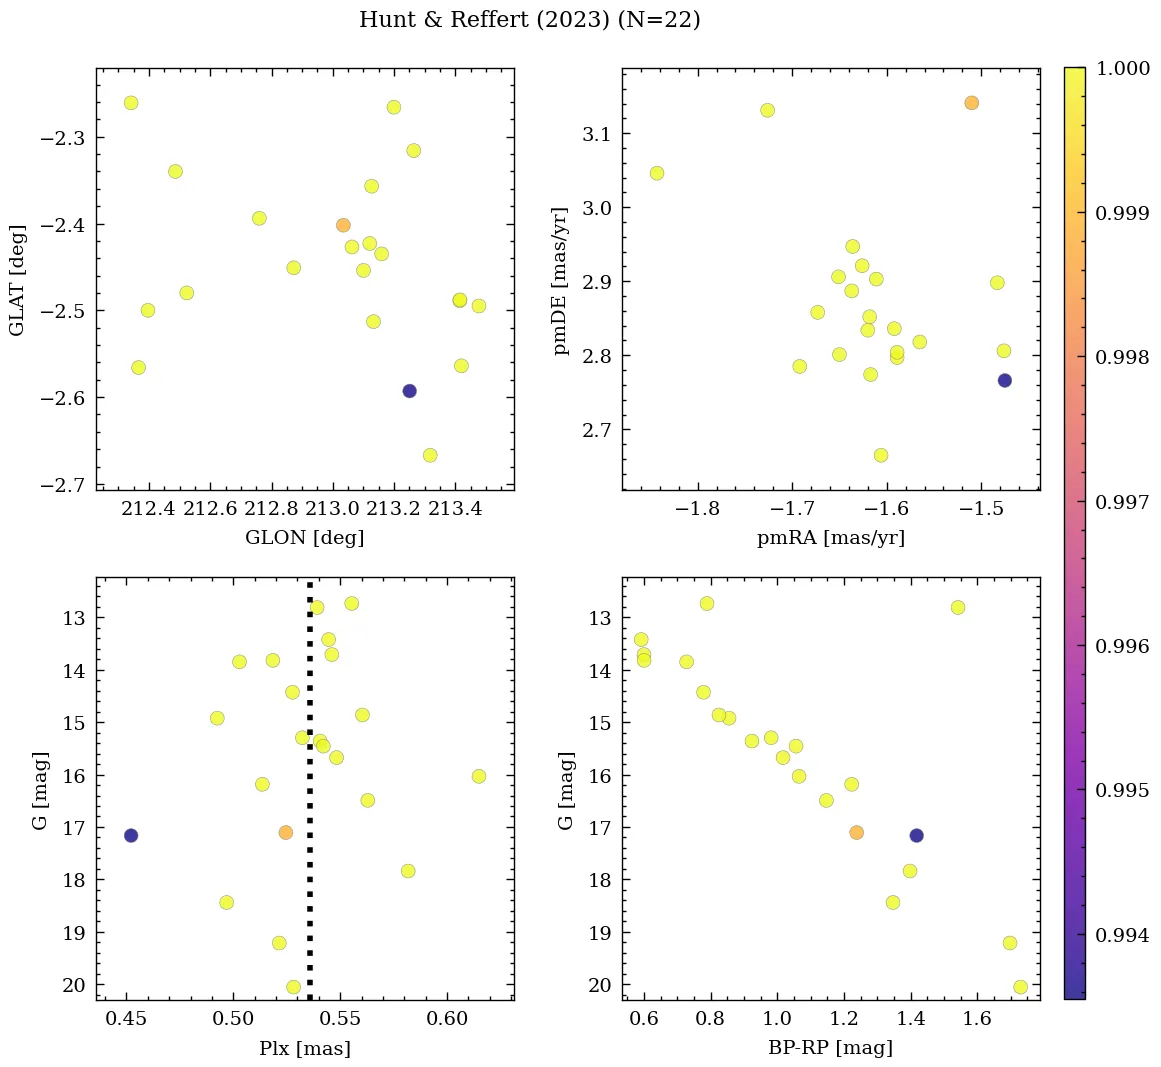 Hunt & Reffert (2023) (N=22)
−2.3
−2.4
−2.5
−2.6
−2.7
GLAT [deg]
212.4 212.6 212.8 213.0 213.2 213.4
GLON [deg]
3.1
3.0
2.9
2.8
2.7
pmDE [mas/yr]
−1.8 −1.7 −1.6 −1.5
pmRA [mas/yr]
13
14
15
16
17
18
19
20
G [mag]
0.45 0.50 0.55 0.60
Plx [mas]
13
14
15
16
17
18
19
20
G [mag]
0.6 0.8 1.0 1.2 1.4 1.6
BP-RP [mag]
1.000
0.999
0.998
0.997
0.996
0.995
0.994